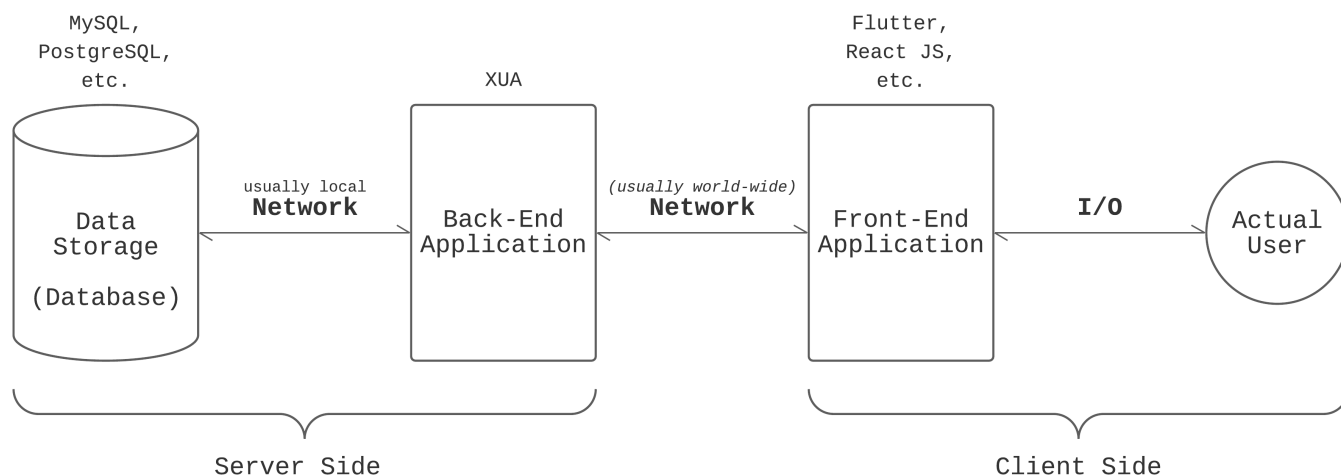 MySQL,
PostgreSQL,
etc.
XUA
Flutter,
React JS,
etc.
Data
Storage
(Database)
usually local
Network
Back-End
Application
(usually world-wide)
Network
Front-End
Application
I/O
Actual
User
Server Side
Client Side